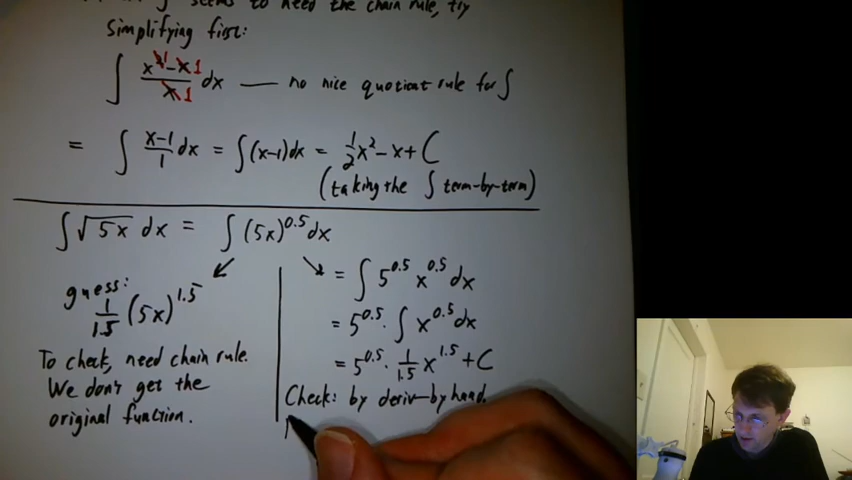 seems to need the chain rule, try
Simplifying first:
∫ x²¹-x1/x1 dx — no nice quotient rule for ∫
= ∫ x-1/1 dx = ∫(x-1)dx = 1/2x² - x + C
(taking the ∫ term-by-term)
∫√5x dx = ∫(5x)^0.5 dx
guess:
1/1.5 (5x)^1.5
To check, need chain rule.
We don't get the
original function.
= ∫ 5^0.5 x^0.5 dx
= 5^0.5 · ∫ x^0.5 dx
= 5^0.5 · 1/1.5 x^1.5 + C
Check: by deriv-by hand.